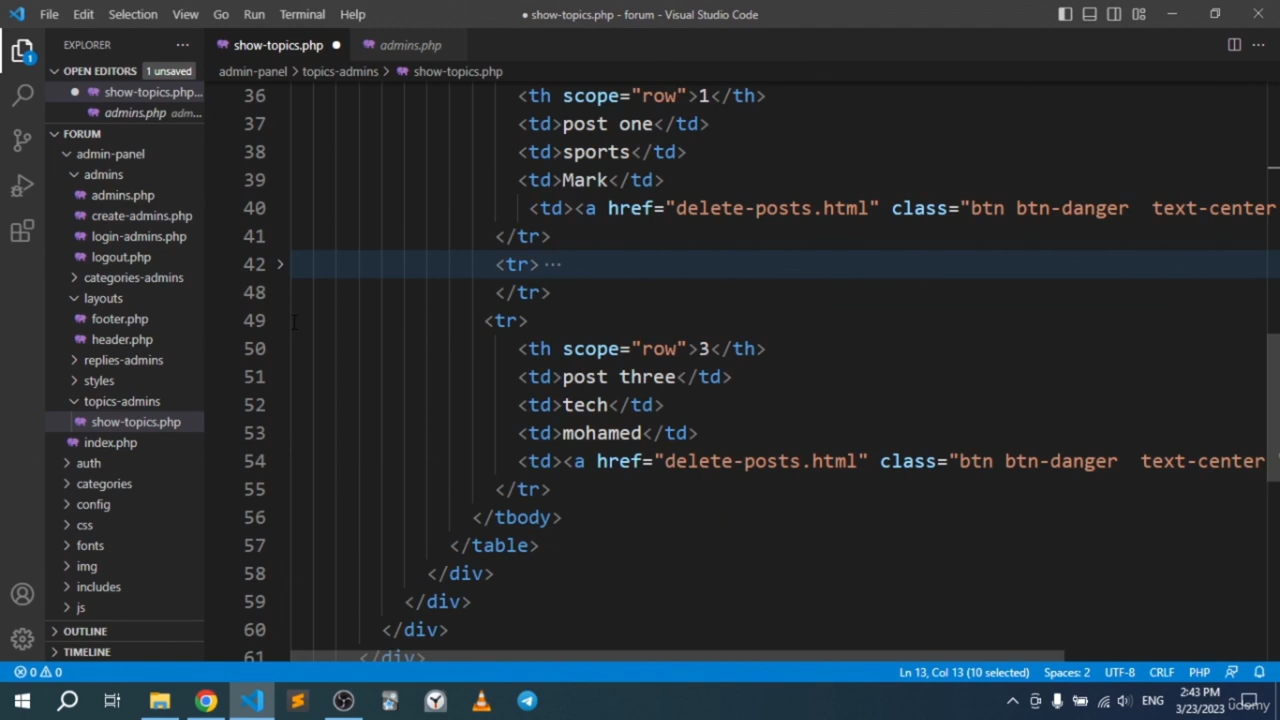 File Edit Selection View Go Run Terminal Help
● show-topics.php - forum - Visual Studio Code
EXPLORER ···
show-topics.php ●
admins.php
OPEN EDITORS 1 unsaved
show-topics.php...
admins.php adm...
admin-panel > topics-admins > show-topics.php
FORUM
admin-panel
admins
admins.php
create-admins.php
login-admins.php
logout.php
categories-admins
layouts
footer.php
header.php
replies-admins
styles
topics-admins
show-topics.php
index.php
auth
categories
config
css
fonts
img
includes
js
OUTLINE
TIMELINE
36 <th scope="row">1</th>
37 <td>post one</td>
38 <td>sports</td>
39 <td>Mark</td>
40 <td><a href="delete-posts.html" class="btn btn-danger  text-center
41 </tr>
42 <tr> ···
48 </tr>
49 <tr>
50 <th scope="row">3</th>
51 <td>post three</td>
52 <td>tech</td>
53 <td>mohamed</td>
54 <td><a href="delete-posts.html" class="btn btn-danger  text-center
55 </tr>
56 </tbody>
57 </table>
58 </div>
59 </div>
60 </div>
61 </div>
0 0 Ln 13, Col 13 (10 selected) Spaces: 2 UTF-8 CRLF PHP
ENG
2:43 PM
3/23/2023
udemy
1